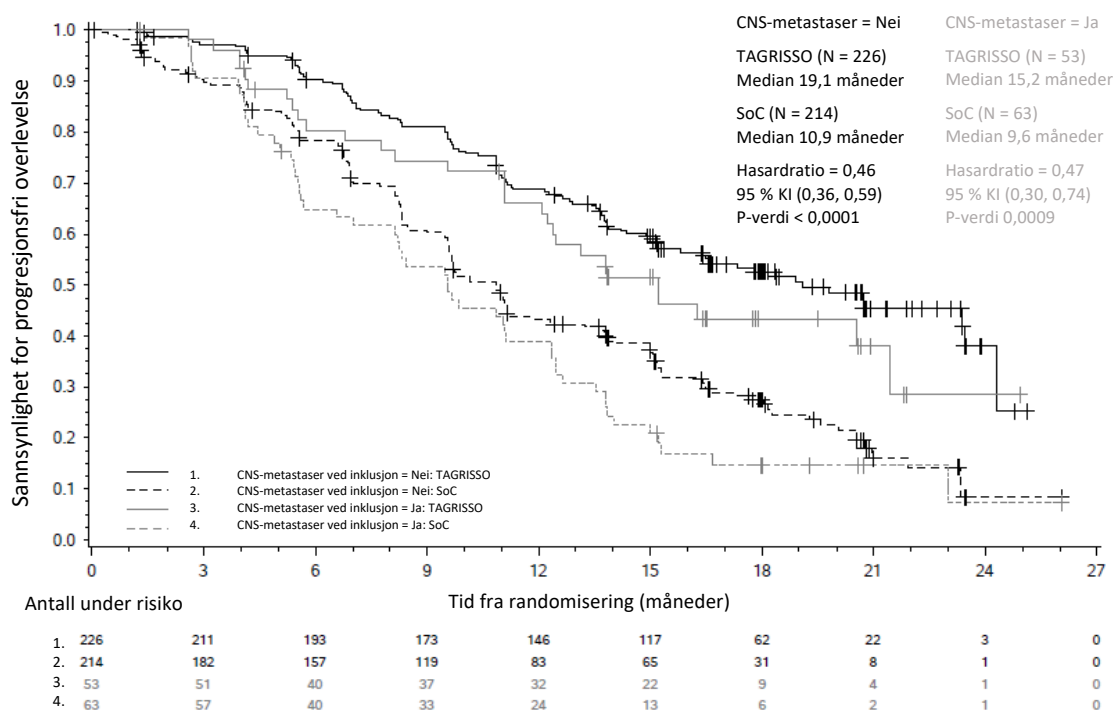 CNS-metastaser = Nei
TAGRISSO (N = 226)
Median 19,1 måneder
SoC (N = 214)
Median 10,9 måneder
Hasardratio = 0,46
95 % KI (0,36, 0,59)
P-verdi < 0,0001
CNS-metastaser = Ja
TAGRISSO (N = 53)
Median 15,2 måneder
SoC (N = 63)
Median 9,6 måneder
Hasardratio = 0,47
95 % KI (0,30, 0,74)
P-verdi 0,0009
Sannsynlighet for progresjonsfri overlevelse
1.0
0.9
0.8
0.7
0.6
0.5
0.4
0.3
0.2
0.1
0.0
1. CNS-metastaser ved inklusjon = Nei: TAGRISSO
2. CNS-metastaser ved inklusjon = Nei: SoC
3. CNS-metastaser ved inklusjon = Ja: TAGRISSO
4. CNS-metastaser ved inklusjon = Ja: SoC
0 3 6 9 12 15 18 21 24 27
Antall under risiko
Tid fra randomisering (måneder)
1. 226 211 193 173 146 117 62 22 3 0
2. 214 182 157 119 83 65 31 8 1 0
3. 53 51 40 37 32 22 9 4 1 0
4. 63 57 40 33 24 13 6 2 1 0